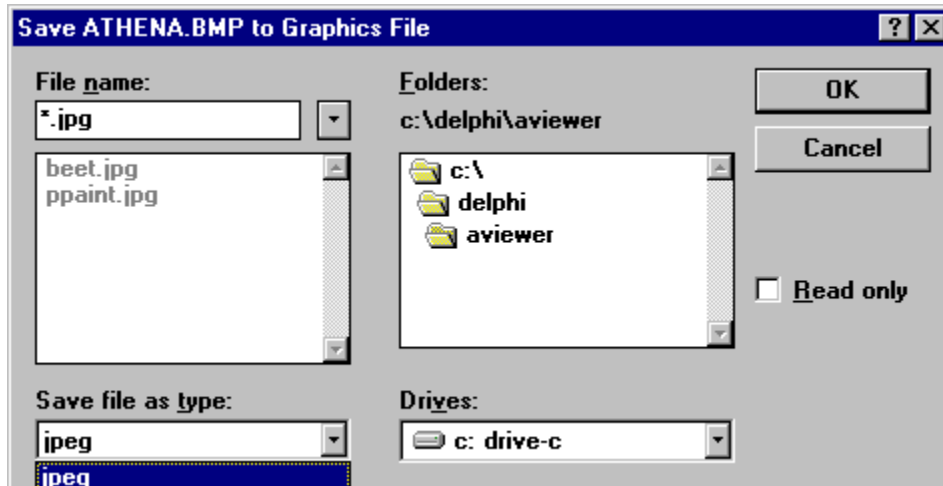 Save ATHENA.BMP to Graphics File
File name:
*.jpg
beet.jpg
ppaint.jpg
Save file as type:
jpeg
jpeg
Folders:
c:\delphi\aviewer
c:\
delphi
aviewer
Drives:
c: drive-c
OK
Cancel
Read only